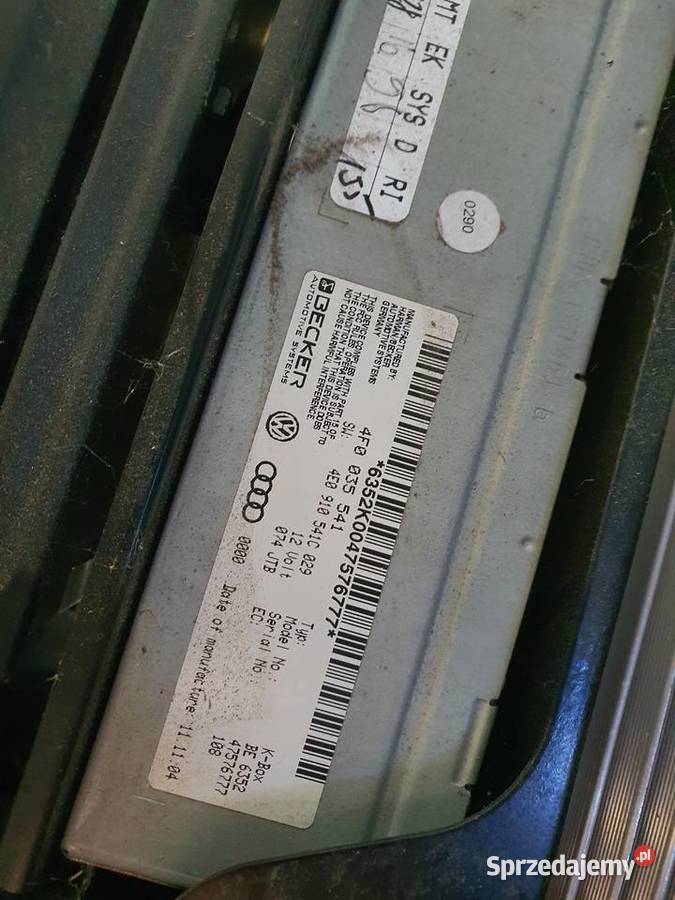 MT EK SYS D RI
155
0290
BECKER
AUTOMOTIVE SYSTEMS
MANUFACTURED BY:
HARMAN/BECKER
AUTOMOTIVE SYSTEMS
GERMANY
THIS DEVICE COMPLIES WITH PART 15 OF
THE FCC RULES. OPERATION IS SUBJECT TO
THE CONDITION THAT THIS DEVICE DOES
NOT CAUSE HARMFUL INTERFERENCE
*6352K0047576777*
4F0 035 541
SW: 4E0 910 541C 029
12 Volt
074 JTB
0000
Typ: K-Box
Model No.: BE 6352
Serial No.: 47576777
EC: 108
Date of manufacture: 11.11.04
Sprzedajemy.pl